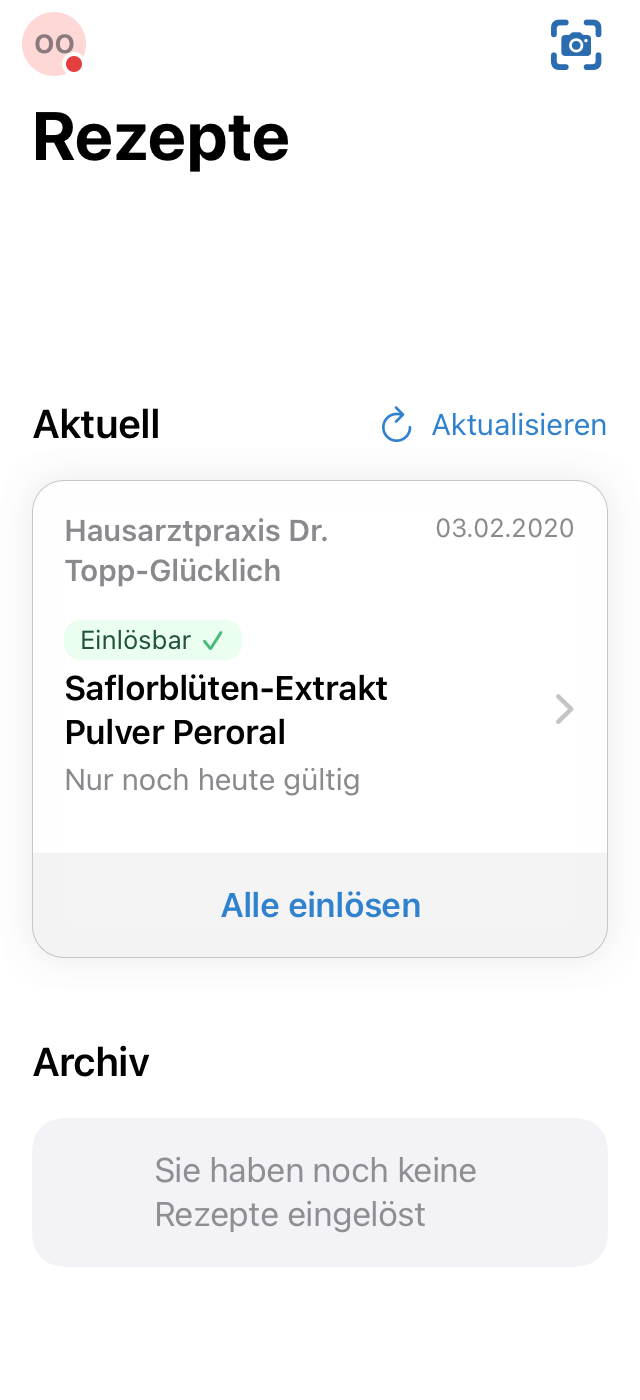 OO
Rezepte
Aktuell
Aktualisieren
Hausarztpraxis Dr.
Topp-Glücklich
03.02.2020
Einlösbar
Saflorblüten-Extrakt
Pulver Peroral
Nur noch heute gültig
Alle einlösen
Archiv
Sie haben noch keine
Rezepte eingelöst